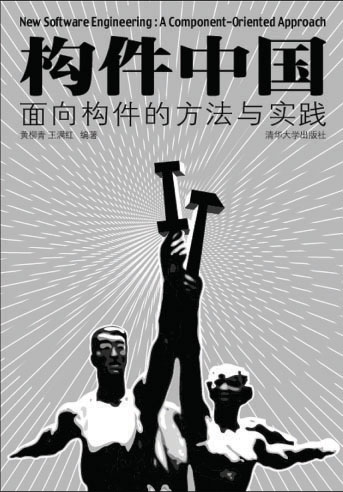 New Software Engineering : A Component-Oriented Approach
构件中国
面向构件的方法与实践
黄柳青 王满红 编著 清华大学出版社